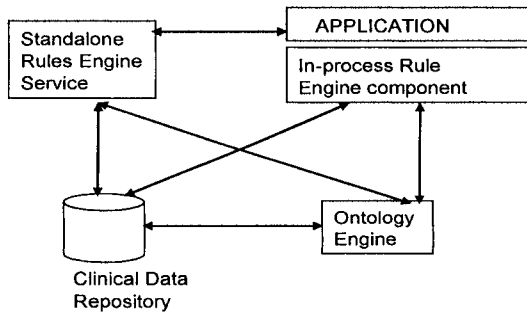 Standalone
Rules Engine
Service
APPLICATION
In-process Rule
Engine component
Ontology
Engine
Clinical Data
Repository